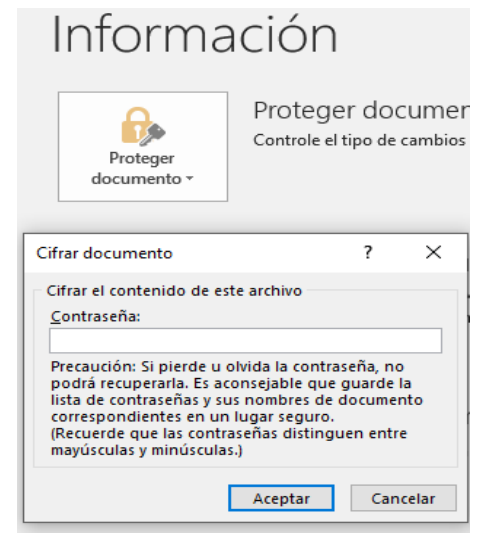 Información
Proteger documen
Controle el tipo de cambios
Proteger
documento
Cifrar documento
?
Cifrar el contenido de este archivo
Contraseña:
Precaución: Si pierde u olvida la contraseña, no
podrá recuperarla. Es aconsejable que guarde la
lista de contraseñas y sus nombres de documento
correspondientes en un lugar seguro.
(Recuerde que las contraseñas distinguen entre
mayúsculas y minúsculas.)
Aceptar
Cancelar